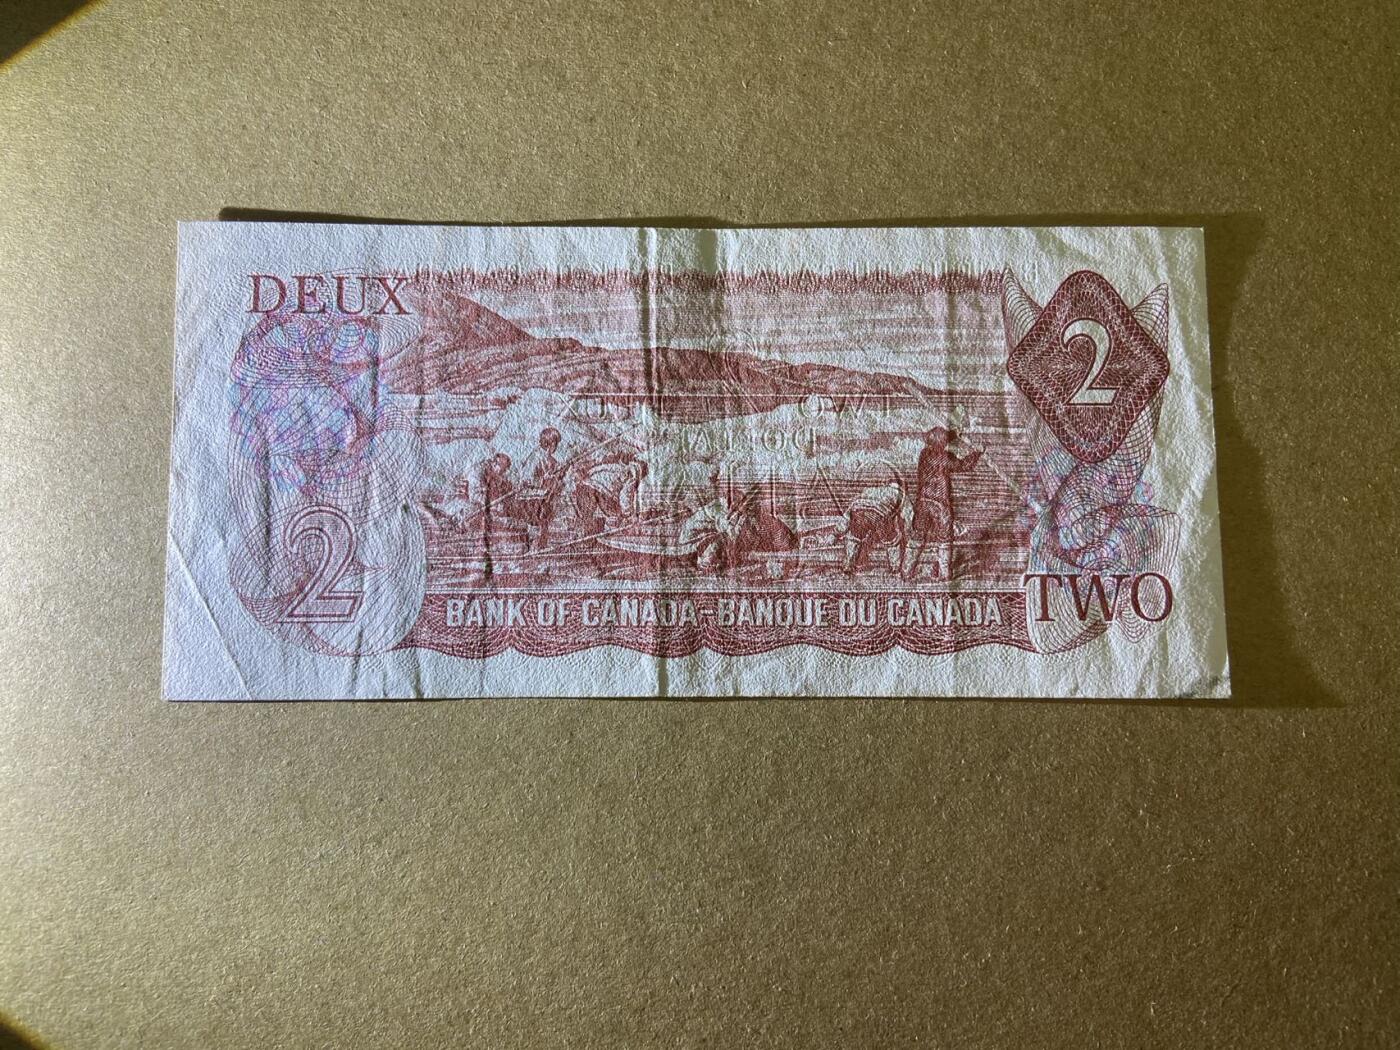 DEUX
2
2
BANK OF CANADA-BANQUE DU CANADA
TWO